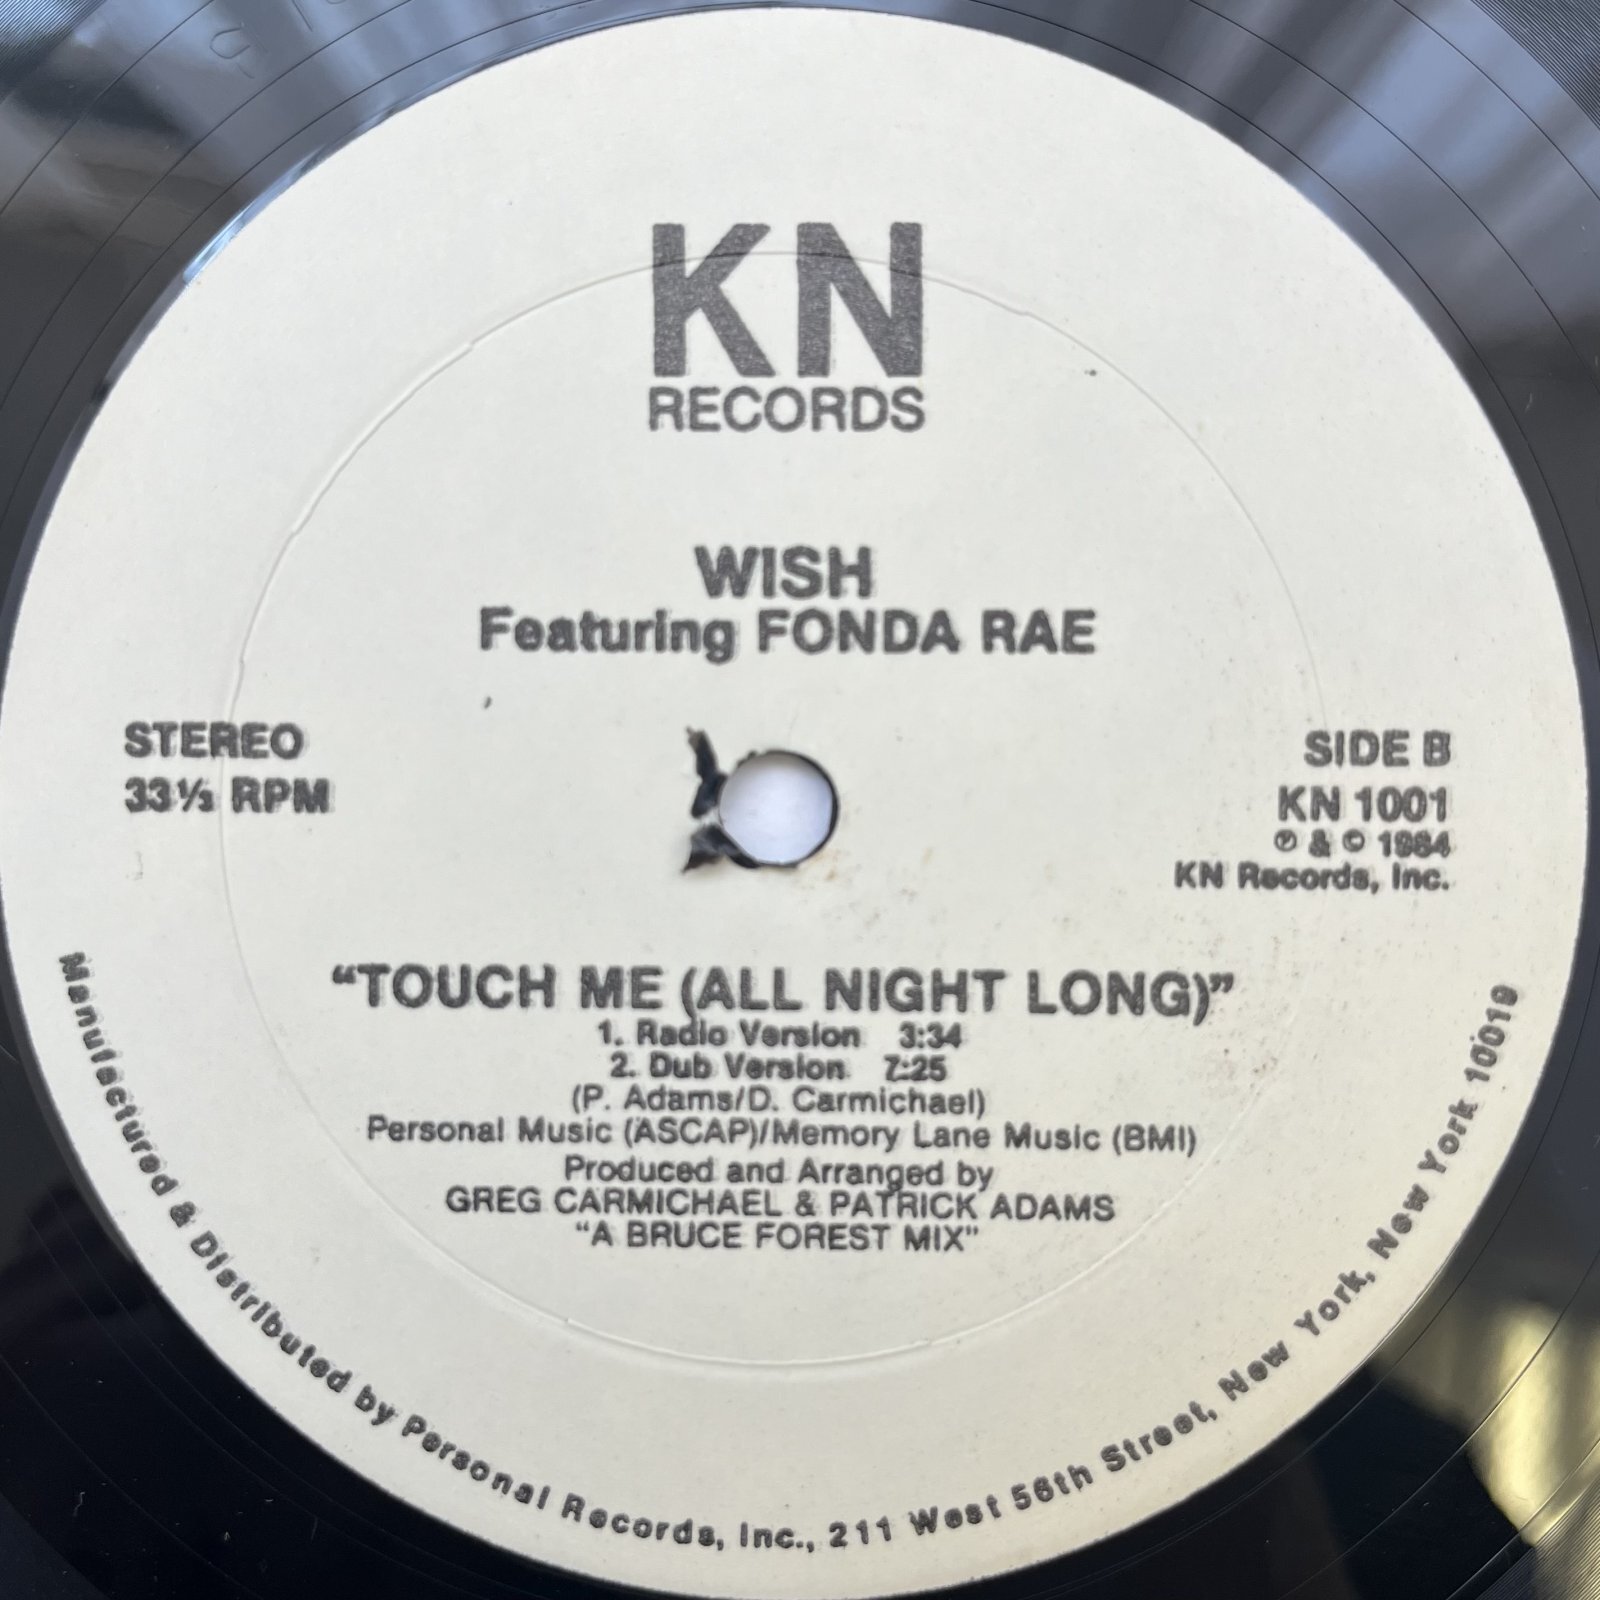 KN
RECORDS
WISH
Featuring FONDA RAE
STEREO
33⅓ RPM
SIDE B
KN 1001
℗ & © 1984
KN Records, Inc.
“TOUCH ME (ALL NIGHT LONG)”
1. Radio Version 3:34
2. Dub Version 7:25
(P. Adams/D. Carmichael)
Personal Music (ASCAP)/Memory Lane Music (BMI)
Produced and Arranged by
GREG CARMICHAEL & PATRICK ADAMS
“A BRUCE FOREST MIX”
Manufactured & Distributed by Personal Records, Inc., 211 West 56th Street, New York, New York 10019